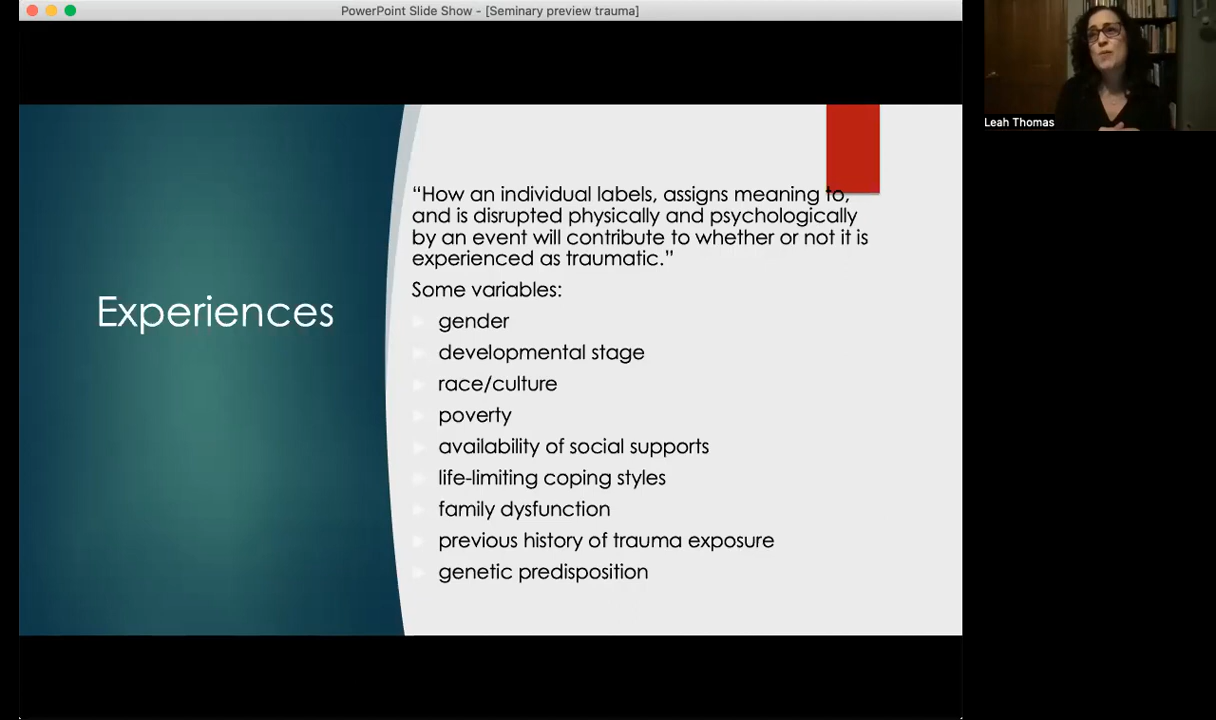 PowerPoint Slide Show - [Seminary preview trauma]
Leah Thomas
Experiences
“How an individual labels, assigns meaning to,
and is disrupted physically and psychologically
by an event will contribute to whether or not it is
experienced as traumatic.”
Some variables:
gender
developmental stage
race/culture
poverty
availability of social supports
life-limiting coping styles
family dysfunction
previous history of trauma exposure
genetic predisposition